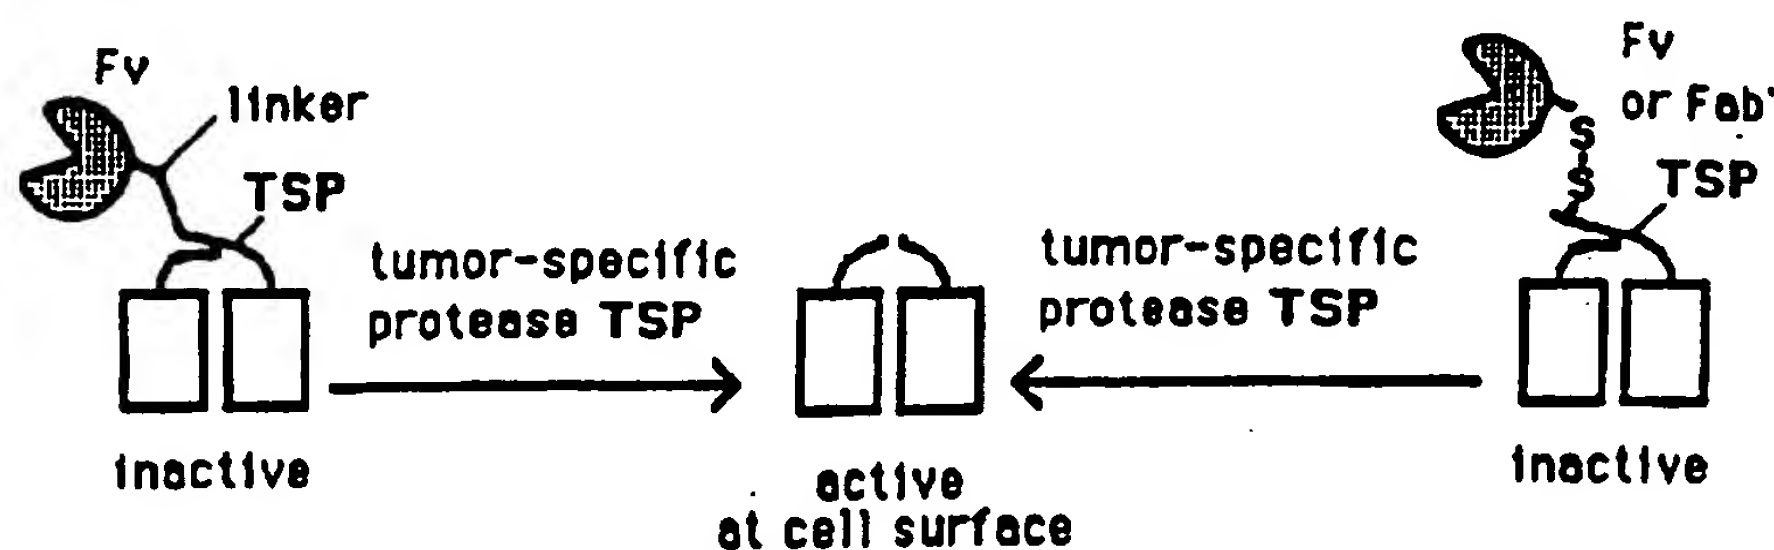 Fv
linker
TSP
tumor-specific
protease TSP
inactive
active
at cell surface
tumor-specific
protease TSP
Fv
or Fab'
S
S
TSP
inactive